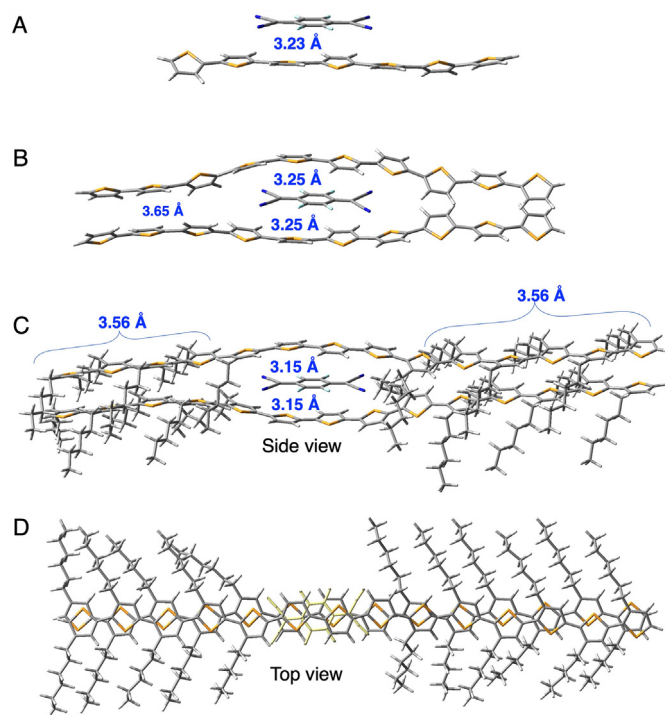 A
3.23 Å
B
3.25 Å
3.65 Å
3.25 Å
3.56 Å
3.56 Å
C
3.15 Å
3.15 Å
Side view
D
Top view